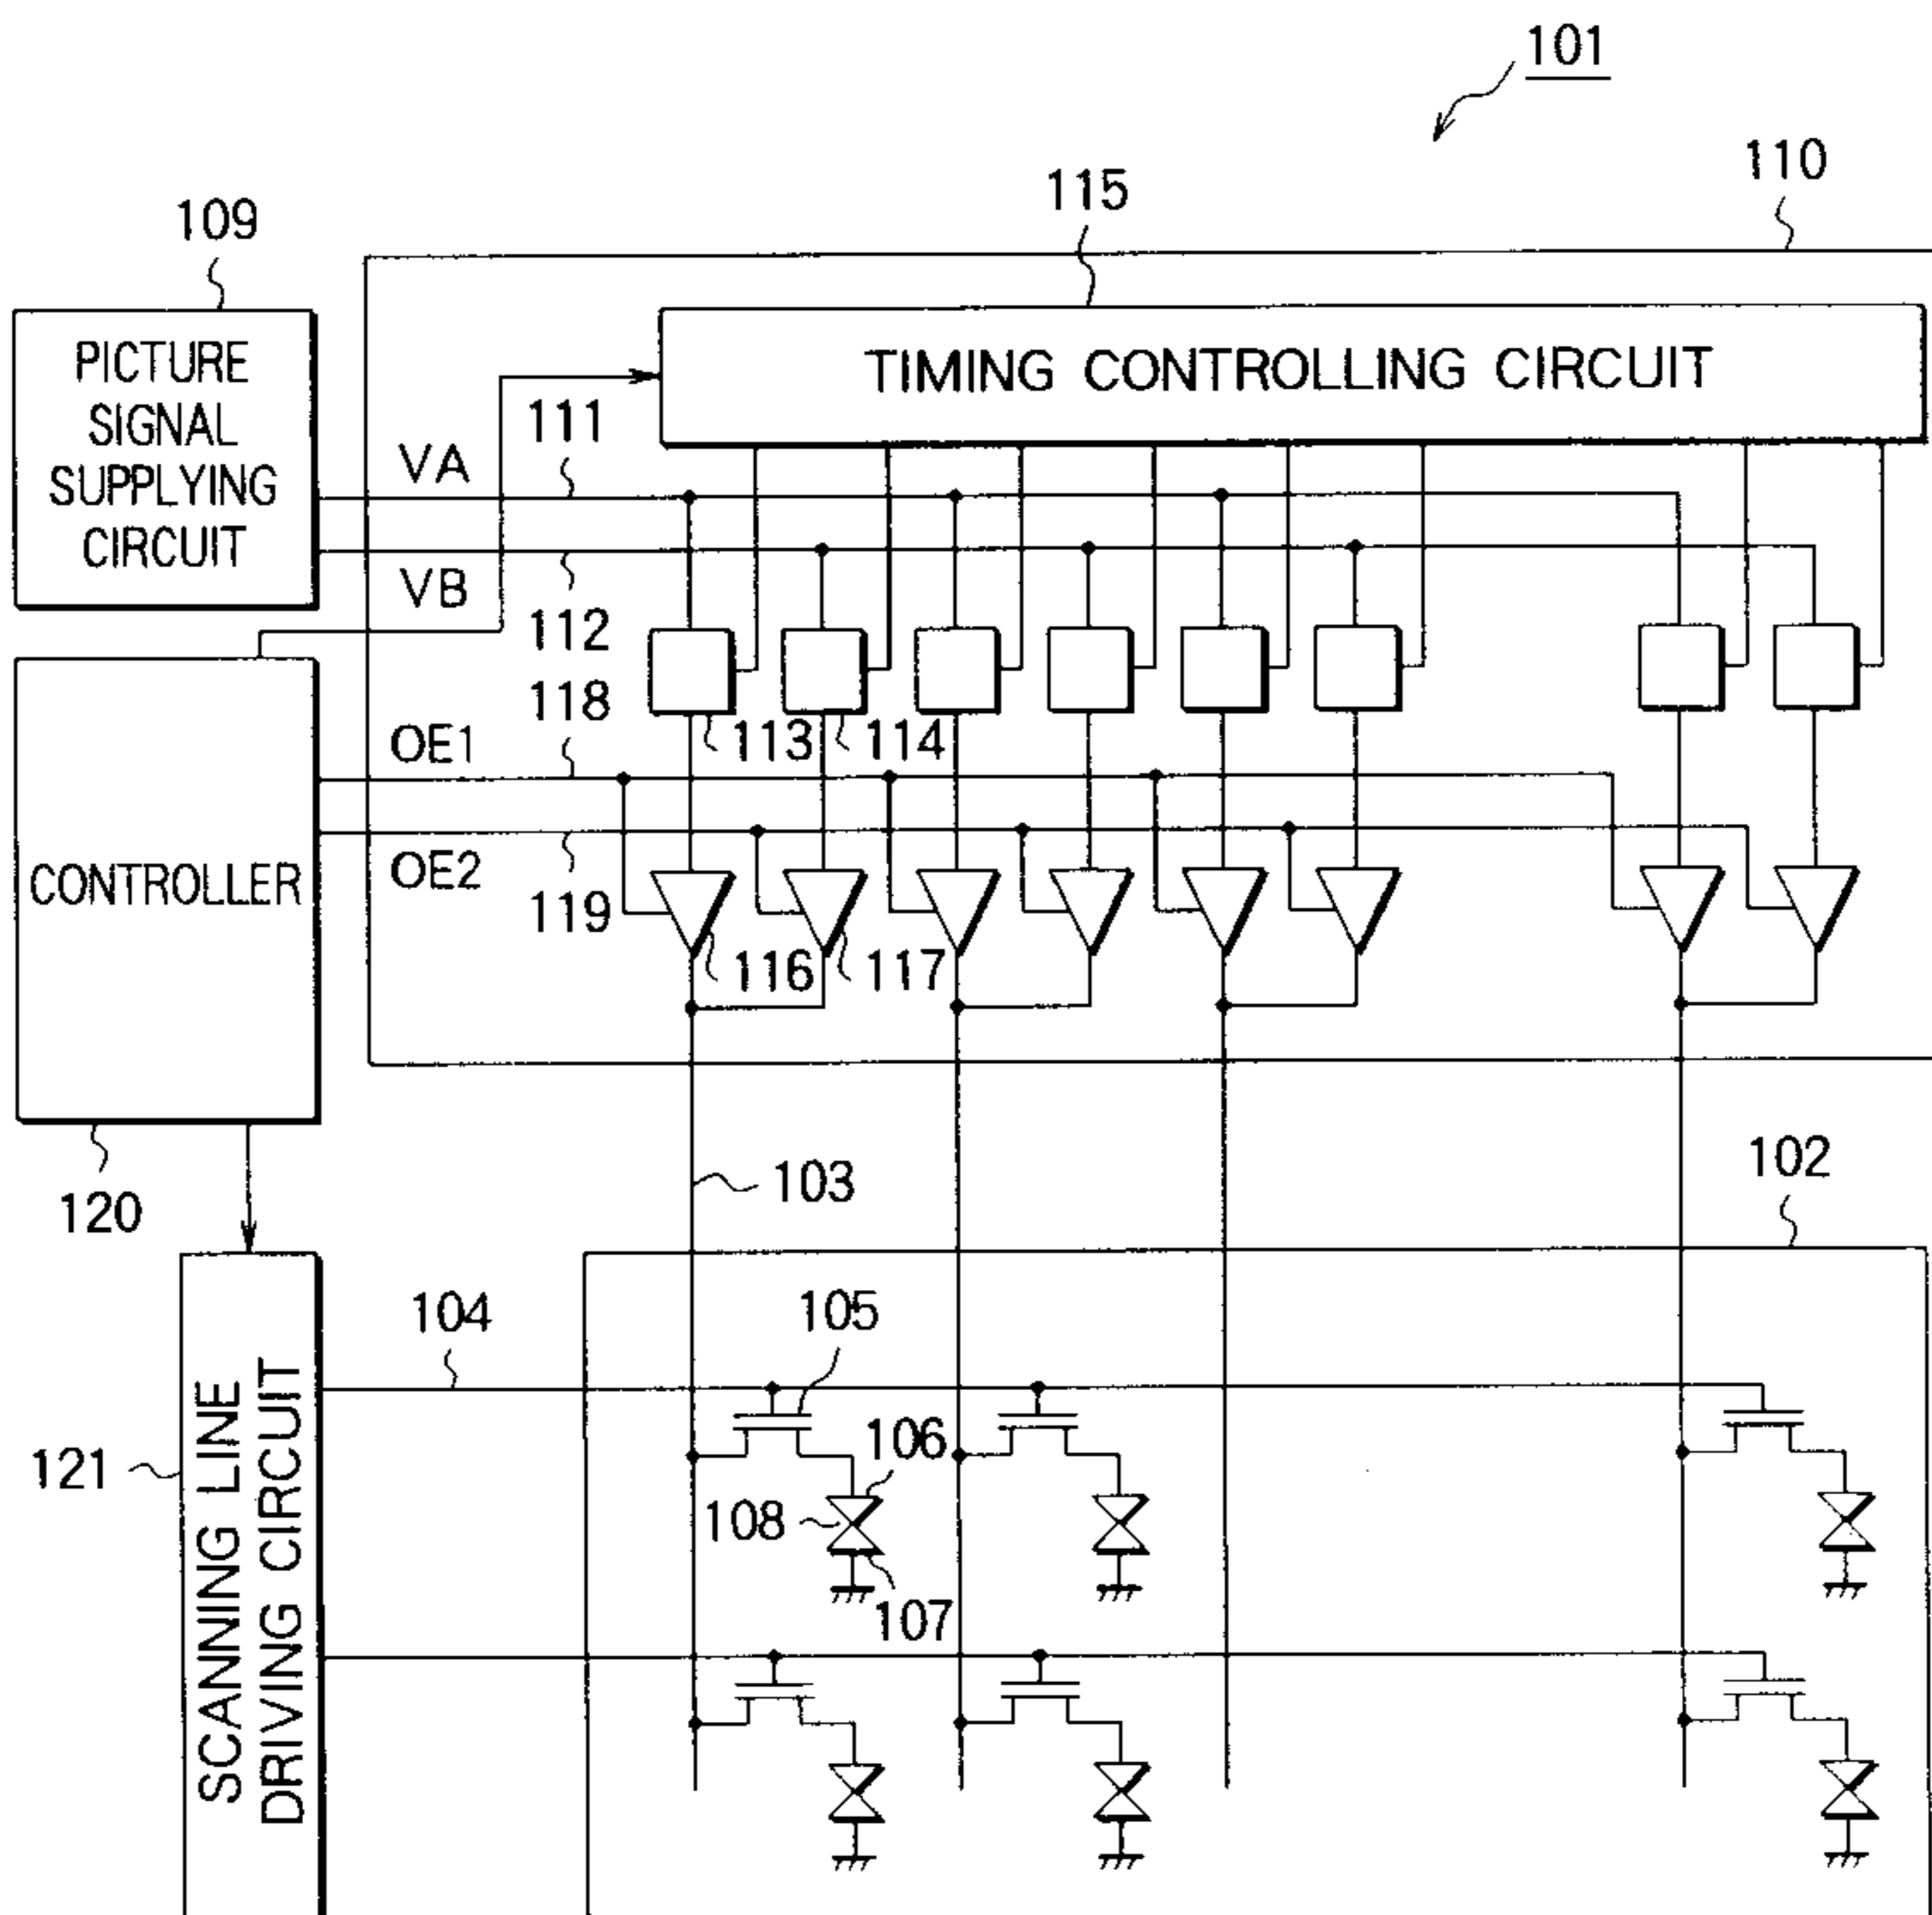 101
110
115
109
PICTURE
SIGNAL
SUPPLYING
CIRCUIT
TIMING CONTROLLING CIRCUIT
111
VA
VB
112
118
113
114
OE1
CONTROLLER
OE2
119
116
117
120
103
102
104
105
106
108
107
121
SCANNING LINE
DRIVING CIRCUIT